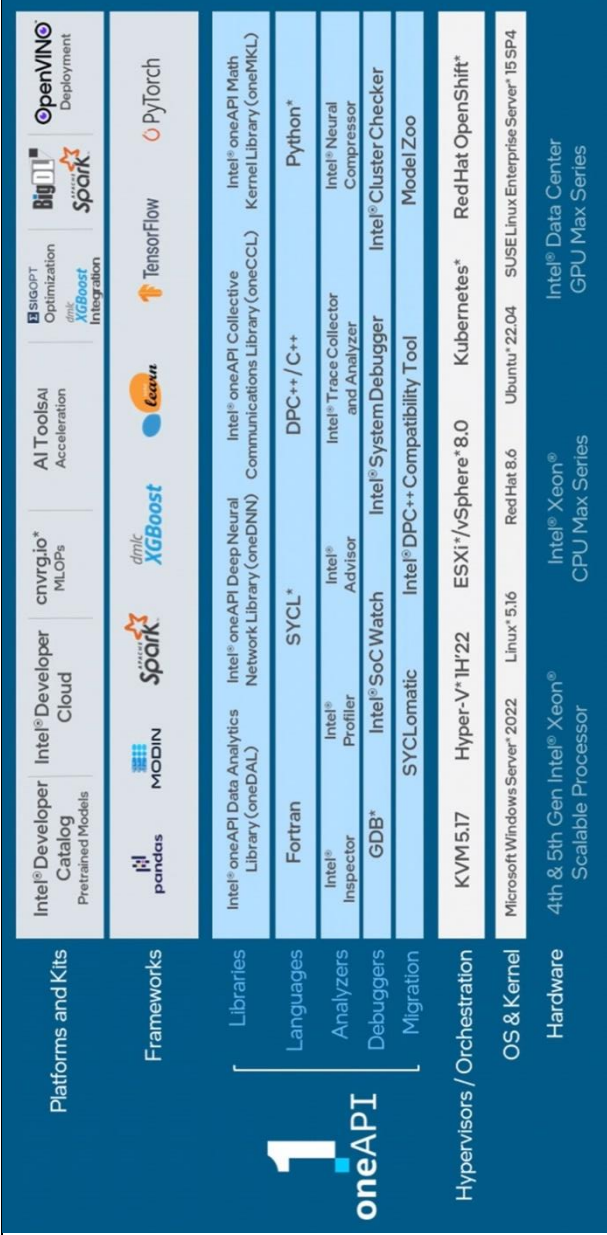 Platforms and Kits
Intel® Developer
Catalog
Pretrained Models
Intel® Developer
Cloud
cnvrg.io*
MLOPs
AI ToolsAI
Acceleration
SIGOPT
Optimization
dmlc
XGBoost
Integration
BigDL
APACHE
Spark
OpenVINO
Deployment
Frameworks
pandas
MODIN
APACHE
Spark
dmlc
XGBoost
learn
TensorFlow
PyTorch
oneAPI
Libraries
Intel® oneAPI Data Analytics
Library (oneDAL)
Intel® oneAPI Deep Neural
Network Library (oneDNN)
Intel® oneAPI Collective
Communications Library (oneCCL)
Intel® oneAPI Math
Kernel Library (oneMKL)
Languages
Fortran
SYCL*
DPC++ / C++
Python*
Analyzers
Intel®
Inspector
Intel®
Profiler
Intel®
Advisor
Intel® Trace Collector
and Analyzer
Intel® Neural
Compressor
Debuggers
GDB*
Intel® SoC Watch
Intel® System Debugger
Intel® Cluster Checker
Migration
SYCLomatic
Intel® DPC++ Compatibility Tool
Model Zoo
Hypervisors / Orchestration
KVM 5.17
Hyper-V* 1H'22
ESXi*/vSphere* 8.0
Kubernetes*
RedHat OpenShift*
OS & Kernel
Microsoft Windows Server* 2022
Linux* 5.16
Red Hat 8.6
Ubuntu* 22.04
SUSE Linux Enterprise Server* 15 SP4
Hardware
4th & 5th Gen Intel® Xeon®
Scalable Processor
Intel® Xeon®
CPU Max Series
Intel® Data Center
GPU Max Series